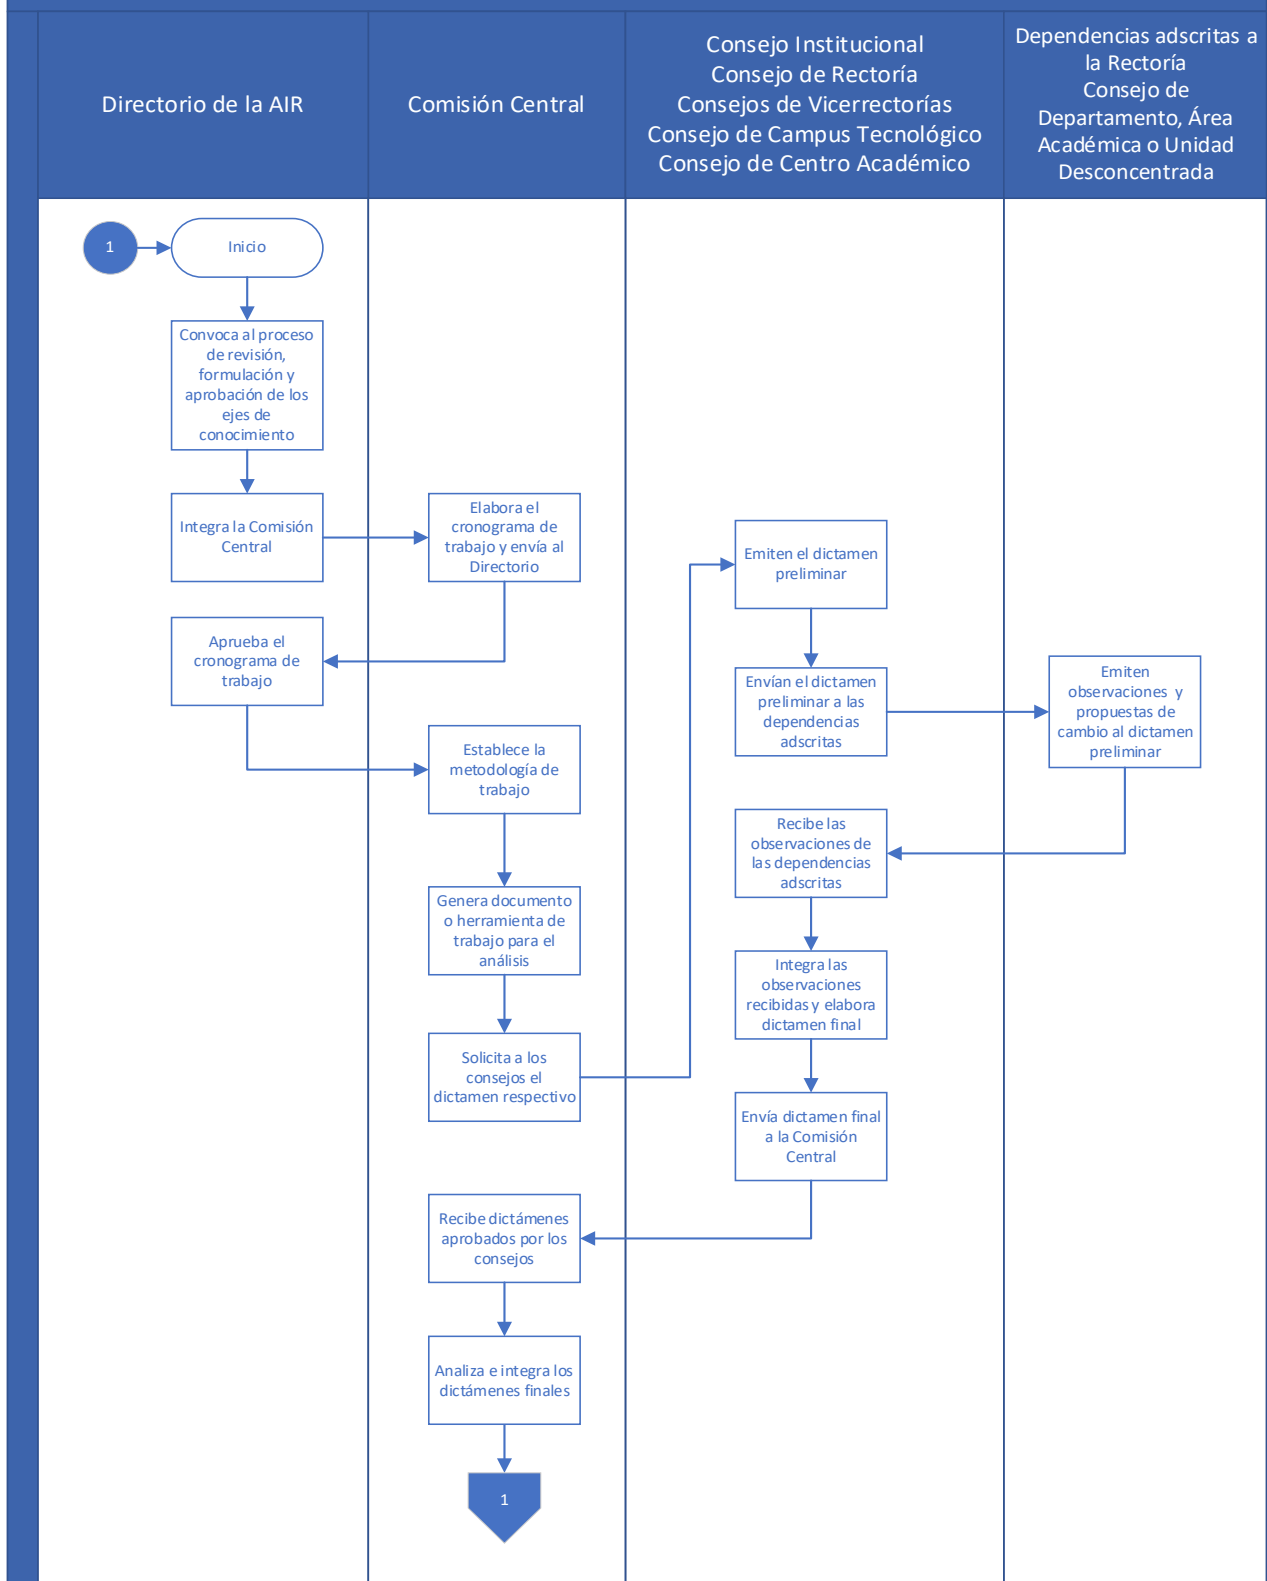 Directorio de la AIR
Comisión Central
Consejo Institucional
Consejo de Rectoría
Consejos de Vicerrectorías
Consejo de Campus Tecnológico
Consejo de Centro Académico
Dependencias adscritas a
la Rectoría
Consejo de
Departamento, Área
Académica o Unidad
Desconcentrada
1
Inicio
Convoca al proceso
de revisión,
formulación y
aprobación de los
ejes de
conocimiento
Integra la Comisión
Central
Elabora el
cronograma de
trabajo y envía al
Directorio
Aprueba el
cronograma de
trabajo
Establece la
metodología de
trabajo
Genera documento
o herramienta de
trabajo para el
análisis
Solicita a los
consejos el
dictamen respectivo
Emiten el dictamen
preliminar
Envían el dictamen
preliminar a las
dependencias
adscritas
Emiten
observaciones y
propuestas de
cambio al dictamen
preliminar
Recibe las
observaciones de
las dependencias
adscritas
Integra las
observaciones
recibidas y elabora
dictamen final
Envía dictamen final
a la Comisión
Central
Recibe dictámenes
aprobados por los
consejos
Analiza e integra los
dictámenes finales
1